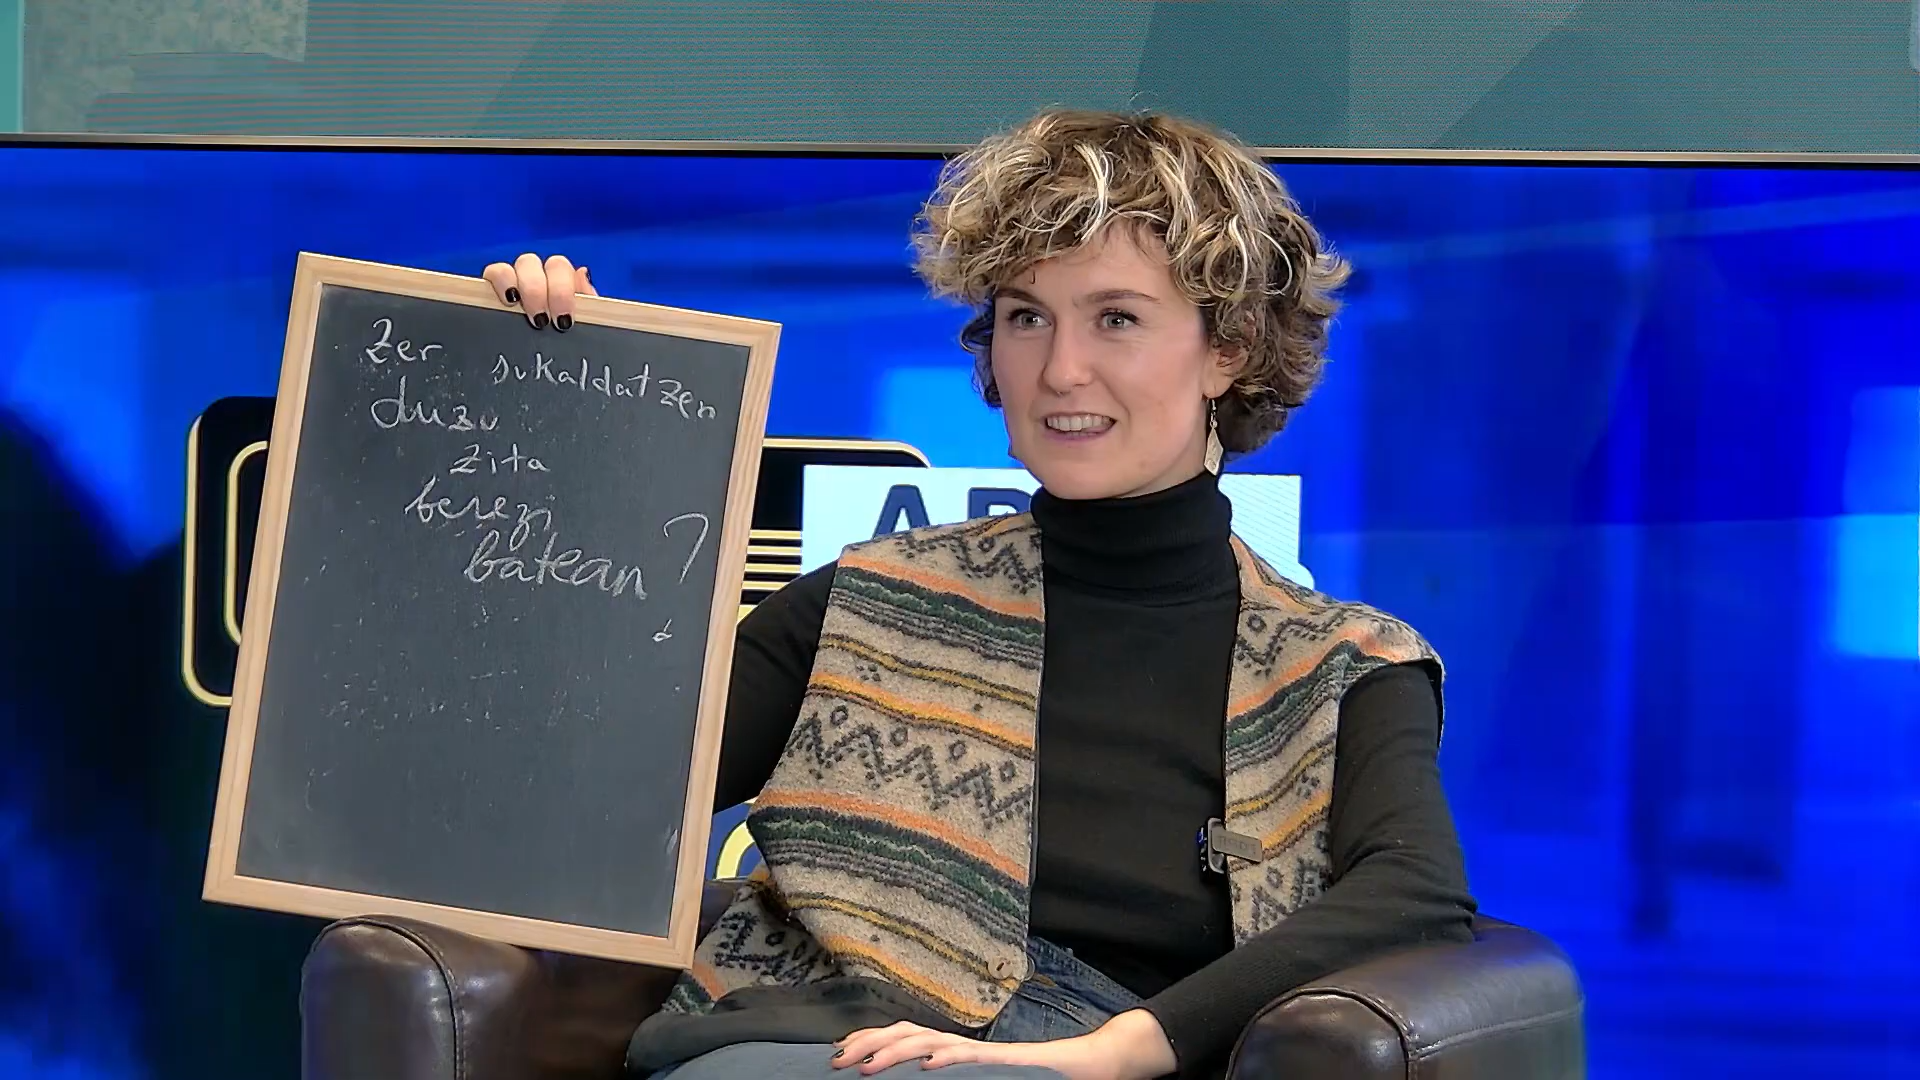 Zer sukaldatzen
duzu
zita
berezi
batean?